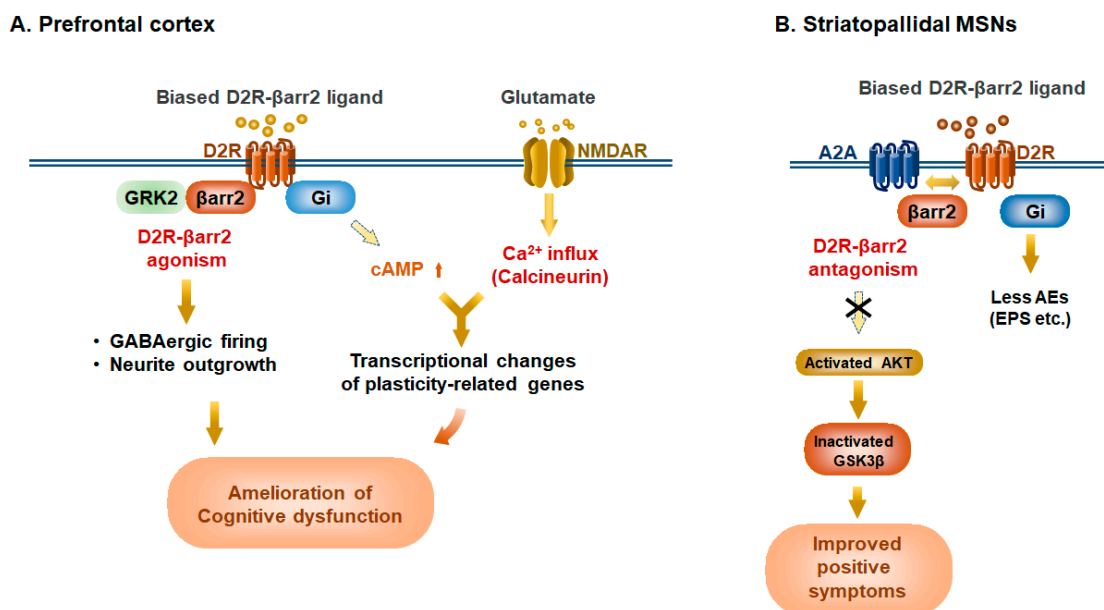 A. Prefrontal cortex
Biased D2R-βarr2 ligand
Glutamate
D2R
NMDAR
GRK2
βarr2
Gi
D2R-βarr2
agonism
cAMP
Ca²⁺ influx
(Calcineurin)
• GABAergic firing
• Neurite outgrowth
Transcriptional changes
of plasticity-related genes
Amelioration of
Cognitive dysfunction
B. Striatopallidal MSNs
Biased D2R-βarr2 ligand
A2A
D2R
βarr2
Gi
D2R-βarr2
antagonism
Less AEs
(EPS etc.)
Activated AKT
Inactivated
GSK3β
Improved
positive
symptoms